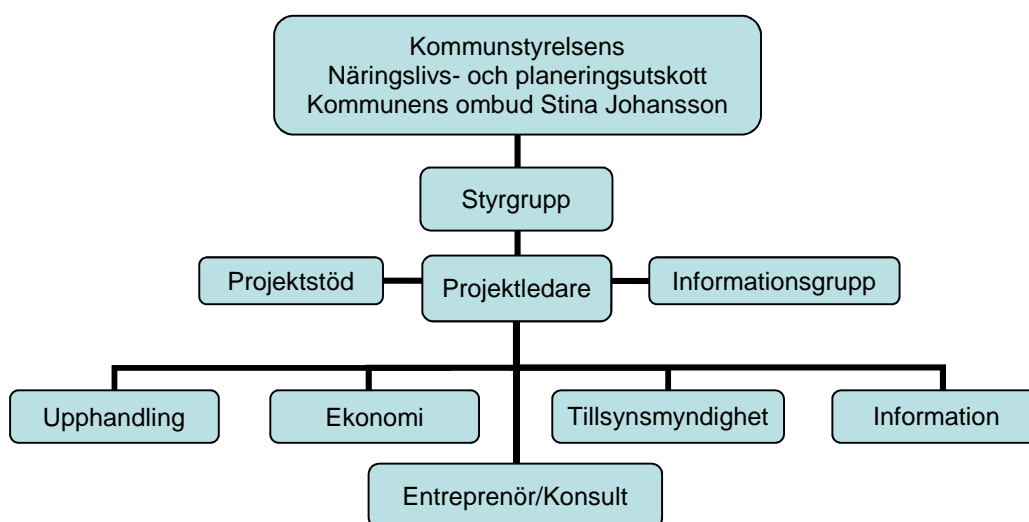 Kommunstyrelsens
Näringslivs- och planeringsutskott
Kommunens ombud Stina Johansson
Styrgrupp
Projektstöd
Projektledare
Informationsgrupp
Upphandling
Ekonomi
Tillsynsmyndighet
Information
Entreprenör/Konsult